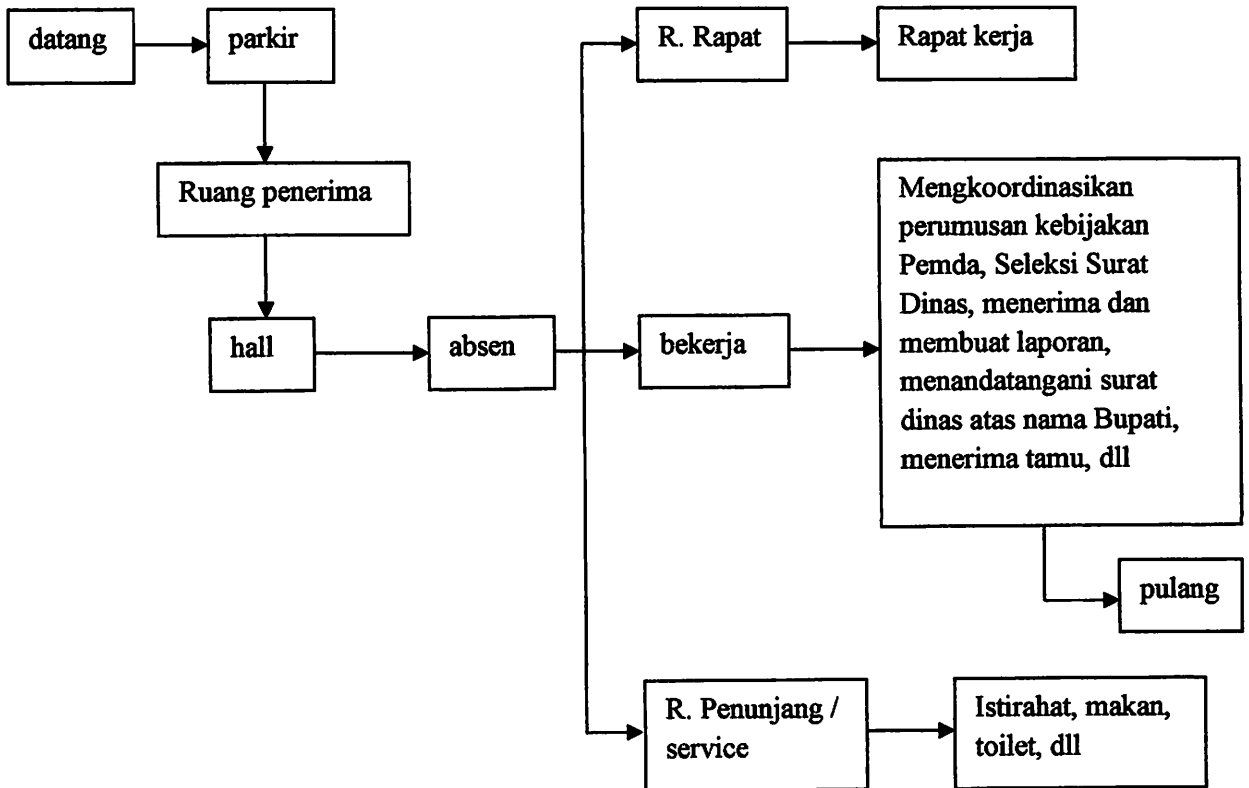 datang
parkir
Ruang penerima
hall
absen
R. Rapat
Rapat kerja
bekerja
Mengkoordinasikan
perumusan kebijakan
Pemda, Seleksi Surat
Dinas, menerima dan
membuat laporan,
menandatangani surat
dinas atas nama Bupati,
menerima tamu, dll
pulang
R. Penunjang /
service
Istirahat, makan,
toilet, dll